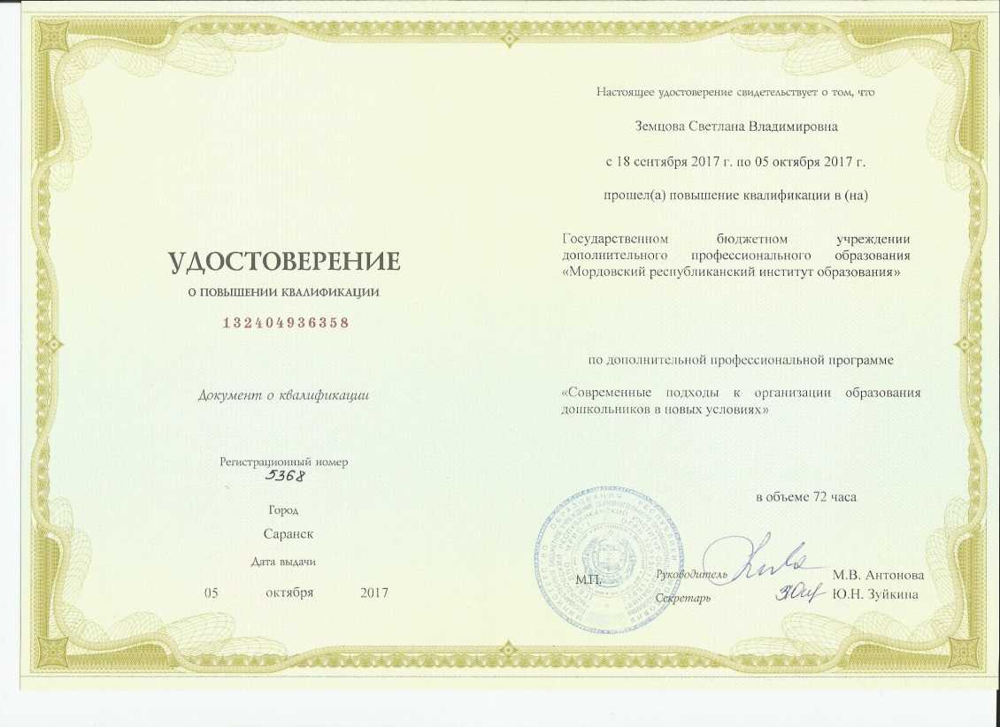 УДОСТОВЕРЕНИЕ
О ПОВЫШЕНИИ КВАЛИФИКАЦИИ
132404936358
Документ о квалификации
Регистрационный номер
5368
Город
Саранск
Дата выдачи
05 октября 2017
Настоящее удостоверение свидетельствует о том, что
Земцова Светлана Владимировна
с 18 сентября 2017 г. по 05 октября 2017 г.
прошел(а) повышение квалификации в (на)
Государственном бюджетном учреждении
дополнительного профессионального образования
«Мордовский республиканский институт образования»
по дополнительной профессиональной программе
«Современные подходы к организации образования
дошкольников в новых условиях»
в объеме 72 часа
М.П.
Руководитель М.В. Антонова
Секретарь Ю.Н. Зуйкина